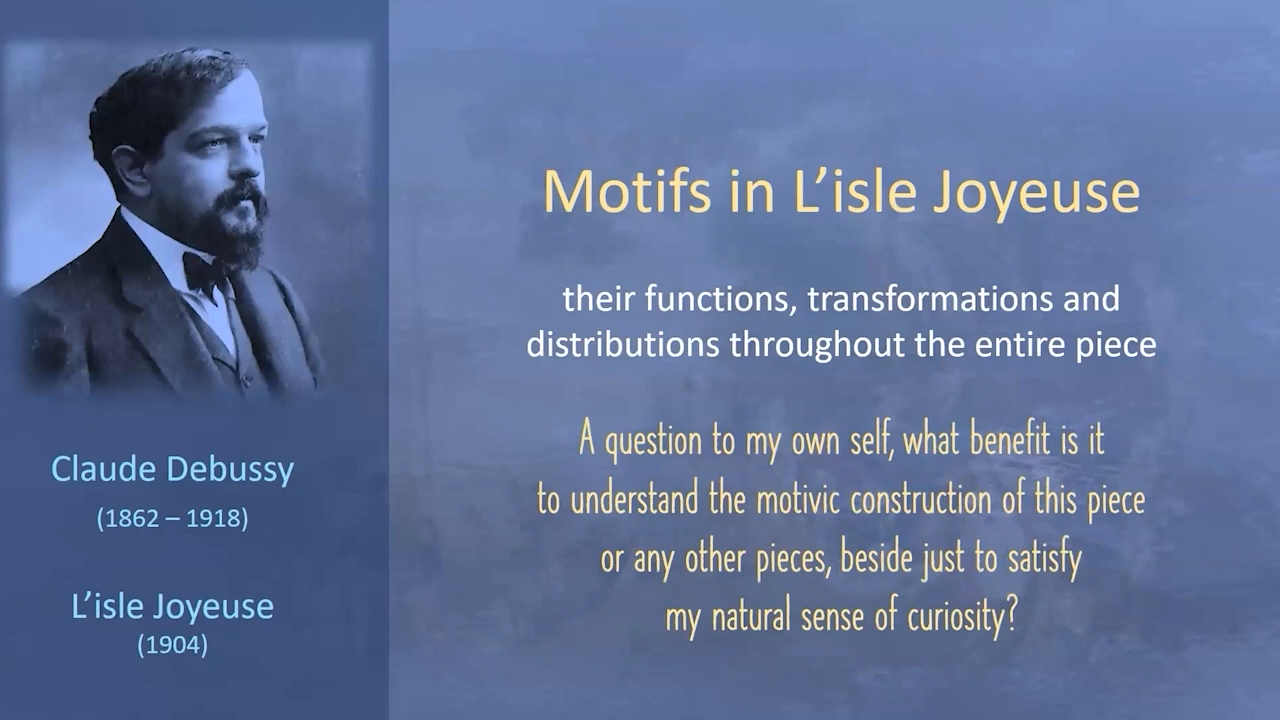 Claude Debussy
(1862 – 1918)
L’isle Joyeuse
(1904)
Motifs in L’isle Joyeuse
their functions, transformations and
distributions throughout the entire piece
A question to my own self, what benefit is it
to understand the motivic construction of this piece
or any other pieces, beside just to satisfy
my natural sense of curiosity?